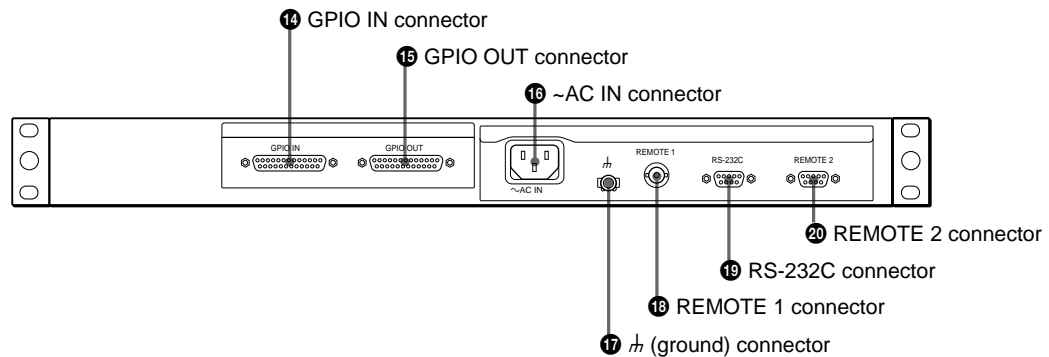 ⓮ GPIO IN connector
⓯ GPIO OUT connector
⓰ ~AC IN connector
GPIO IN
GPIO OUT
REMOTE 1
RS-232C
REMOTE 2
~AC IN
⓴ REMOTE 2 connector
⓳ RS-232C connector
⓲ REMOTE 1 connector
⓱ (ground) connector